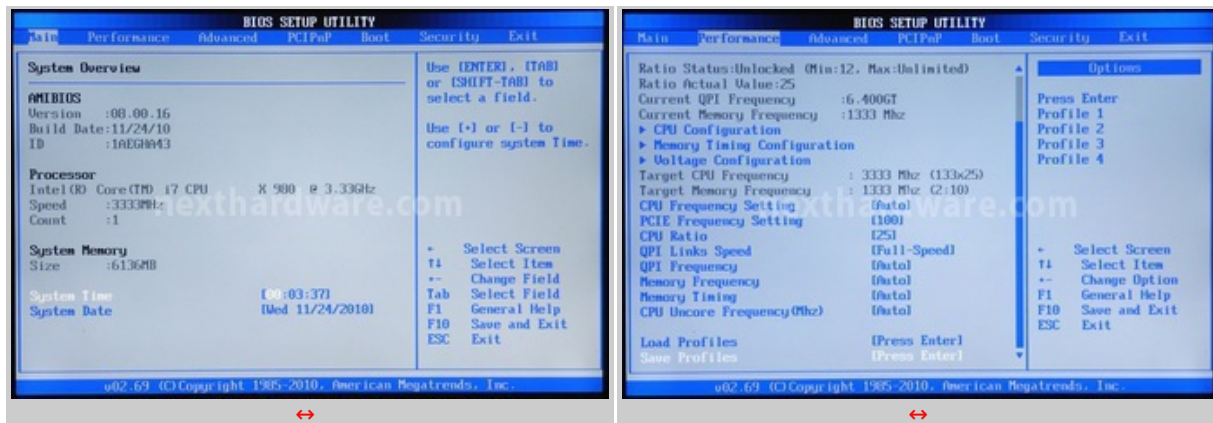 BIOS SETUP UTILITY
Main Performance Advanced PCIPnP Boot Security Exit
System Overview
AMIBIOS
Version :08.00.16
Build Date:11/24/10
ID :1AEGHA43
Processor
Intel(R) Core(TM) i7 CPU X 980 @ 3.33GHz
Speed :3333MHz
Count :1
System Memory
Size :6136MB
System Time [00:03:37]
System Date [Wed 11/24/2010]
Use [ENTER], [TAB]
or [SHIFT-TAB] to
select a field.
Use [+] or [-] to
configure system Time.
Select Screen
↑↓ Select Item
+- Change Field
Tab Select Field
F1 General Help
F10 Save and Exit
ESC Exit
v02.69 (C)Copyright 1985-2010, American Megatrends, Inc.
nexthardware.com
BIOS SETUP UTILITY
Main Performance Advanced PCIPnP Boot Security Exit
Ratio Status:Unlocked (Min:12, Max:Unlimited)
Ratio Actual Value:25
Current QPI Frequency :6.400GT
Current Memory Frequency :1333 Mhz
▶ CPU Configuration
▶ Memory Timing Configuration
▶ Voltage Configuration
Target CPU Frequency : 3333 Mhz (133x25)
Target Memory Frequency : 1333 Mhz (2:10)
CPU Frequency Setting [Auto]
PCIE Frequency Setting [100]
CPU Ratio [25]
QPI Links Speed [Full-Speed]
QPI Frequency [Auto]
Memory Frequency [Auto]
Memory Timing [Auto]
CPU Uncore Frequency(Mhz) [Auto]
Load Profiles [Press Enter]
Save Profiles [Press Enter]
Options
Press Enter
Profile 1
Profile 2
Profile 3
Profile 4
Select Screen
↑↓ Select Item
+- Change Option
F1 General Help
F10 Save and Exit
ESC Exit
v02.69 (C)Copyright 1985-2010, American Megatrends, Inc.